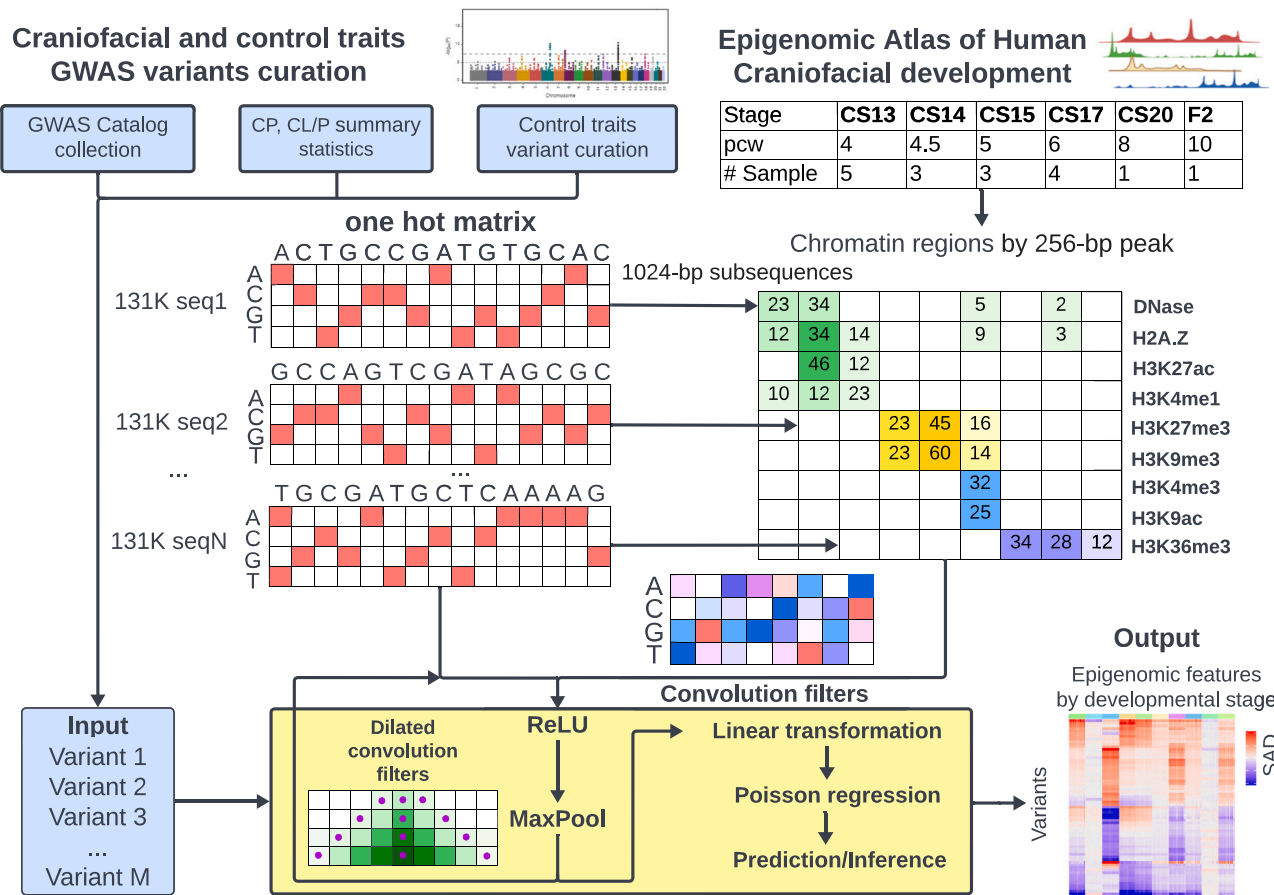 Craniofacial and control traits
GWAS variants curation
Chromosome
Epigenomic Atlas of Human
Craniofacial development
GWAS Catalog
collection
CP, CL/P summary
statistics
Control traits
variant curation
Stage CS13 CS14 CS15 CS17 CS20 F2
pcw 4 4.5 5 6 8 10
# Sample 5 3 3 4 1 1
one hot matrix
Chromatin regions by 256-bp peak
1024-bp subsequences
A C T G C C G A T G T G C A C
A
C
G
T
131K seq1
G C C A G T C G A T A G C G C
A
C
G
T
131K seq2
...
...
T G C G A T G C T C A A A A G
A
C
G
T
131K seqN
23 34 5 2 DNase
12 34 14 9 3 H2A.Z
46 12 H3K27ac
10 12 23 H3K4me1
23 45 16 H3K27me3
23 60 14 H3K9me3
32 H3K4me3
25 H3K9ac
34 28 12 H3K36me3
A
C
G
T
Convolution filters
Input
Variant 1
Variant 2
Variant 3
...
Variant M
Dilated
convolution
filters
ReLU
MaxPool
Linear transformation
Poisson regression
Prediction/Inference
Output
Epigenomic features
by developmental stage
Variants
SAD